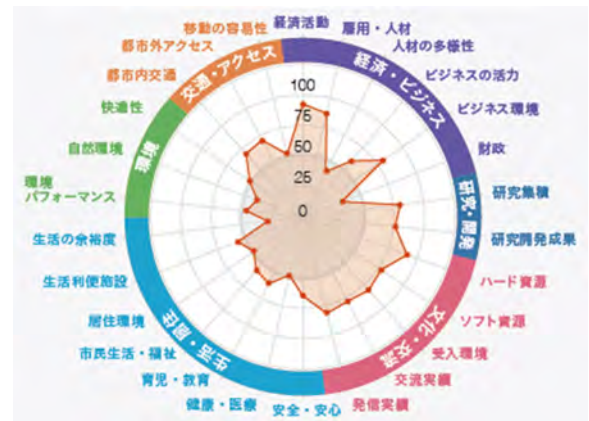 経済活動
雇用・人材
人材の多様性
ビジネスの活力
ビジネス環境
財政
研究集積
研究開発成果
ハード資源
ソフト資源
受入環境
交流実績
発信実績
安全・安心
健康・医療
育児・教育
市民生活・福祉
居住環境
生活利便施設
生活の余裕度
環境
パフォーマンス
自然環境
快適性
都市内交通
都市外アクセス
移動の容易性
経済・ビジネス
研究・開発
文化・交流
生活・居住
環境
交通・アクセス
100
75
50
25
0